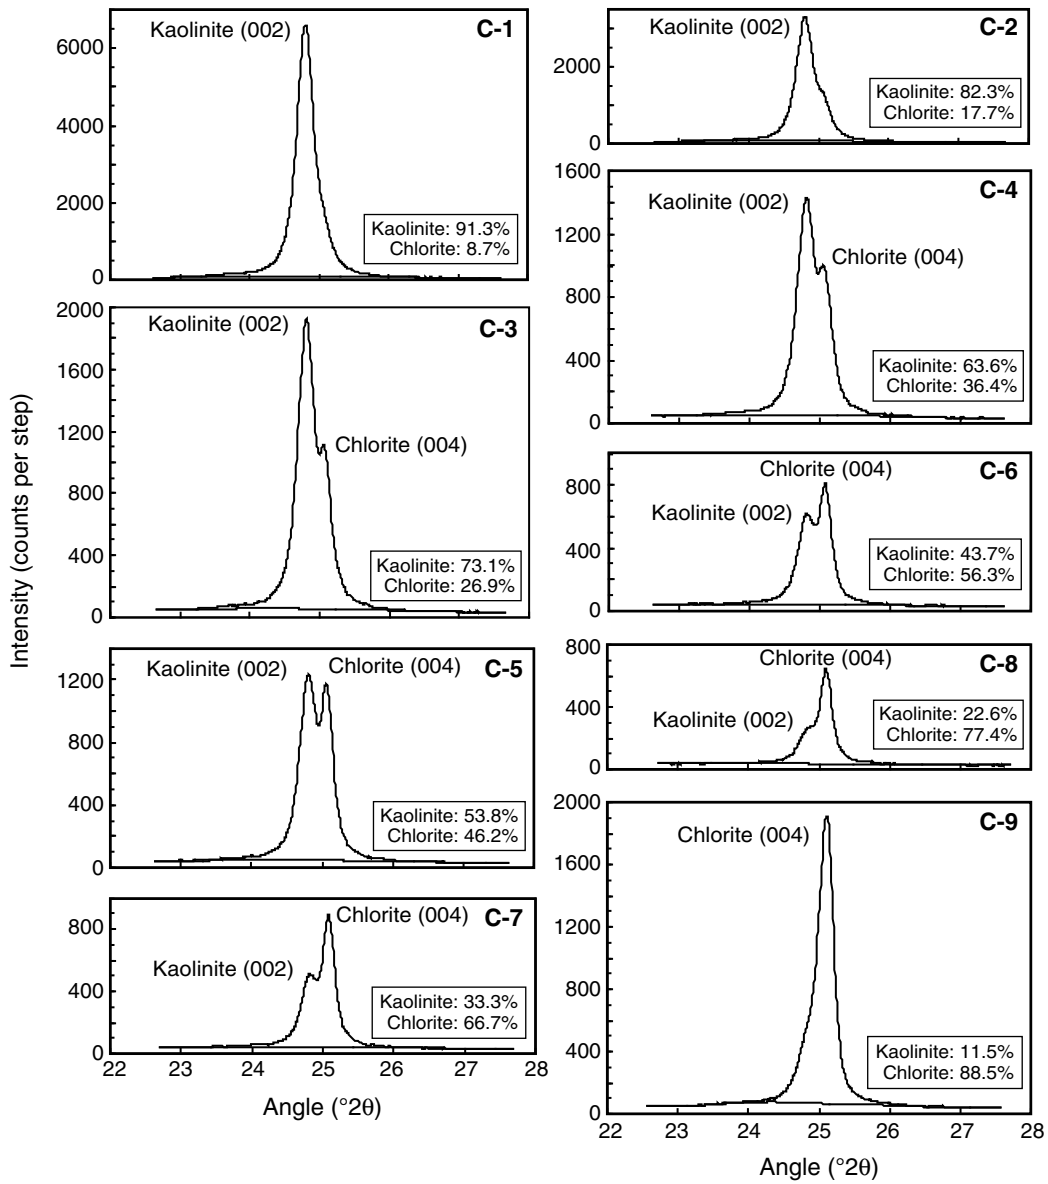 Intensity (counts per step)
Kaolinite (002)
C-1
6000
4000
2000
0
Kaolinite: 91.3%
Chlorite: 8.7%
Kaolinite (002)
C-2
2000
0
Kaolinite: 82.3%
Chlorite: 17.7%
2000
1600
1200
800
400
0
Kaolinite (002)
C-3
Chlorite (004)
Kaolinite: 73.1%
Chlorite: 26.9%
1600
1200
800
400
0
Kaolinite (002)
C-4
Chlorite (004)
Kaolinite: 63.6%
Chlorite: 36.4%
1200
800
400
0
Kaolinite (002)
Chlorite (004)
C-5
Kaolinite: 53.8%
Chlorite: 46.2%
800
400
0
Chlorite (004)
C-6
Kaolinite (002)
Kaolinite: 43.7%
Chlorite: 56.3%
800
400
0
Chlorite (004)
C-7
Kaolinite (002)
Kaolinite: 33.3%
Chlorite: 66.7%
22 23 24 25 26 27 28
Angle (°2θ)
800
400
0
Chlorite (004)
C-8
Kaolinite (002)
Kaolinite: 22.6%
Chlorite: 77.4%
2000
1600
1200
800
400
0
Chlorite (004)
C-9
Kaolinite: 11.5%
Chlorite: 88.5%
22 23 24 25 26 27 28
Angle (°2θ)